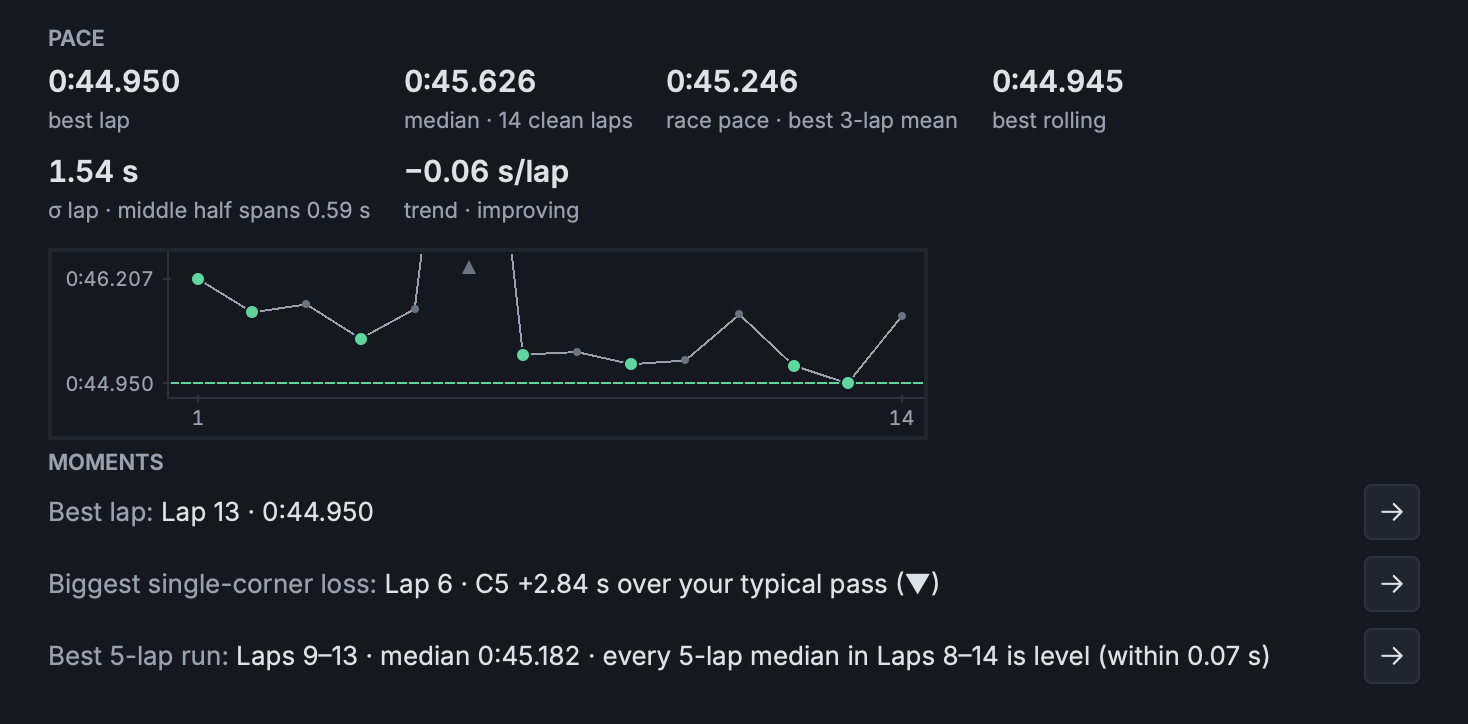 PACE
0:44.950 0:45.626 0:45.246 0:44.945
best lap median · 14 clean laps race pace · best 3-lap mean best rolling
1.54 s −0.06 s/lap
σ lap · middle half spans 0.59 s trend · improving
0:46.207
0:44.950
1 14
MOMENTS
Best lap: Lap 13 · 0:44.950
Biggest single-corner loss: Lap 6 · C5 +2.84 s over your typical pass (▼)
Best 5-lap run: Laps 9–13 · median 0:45.182 · every 5-lap median in Laps 8–14 is level (within 0.07 s)